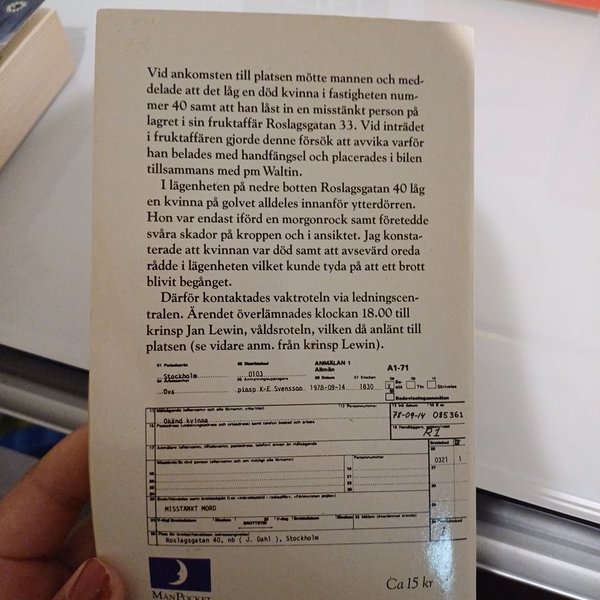 Vid ankomsten till platsen mötte mannen och med-
delade att det låg en död kvinna i fastigheten num-
mer 40 samt att han låst in en misstänkt person på
lagret i sin fruktaffär Roslagsgatan 33. Vid inträdet
i fruktaffären gjorde denne försök att avvika varför
han belades med handfängsel och placerades i bilen
tillsammans med pm Waltin.
I lägenheten på nedre botten Roslagsgatan 40 låg
en kvinna på golvet alldeles innanför ytterdörren.
Hon var endast iförd en morgonrock samt företedde
svåra skador på kroppen och i ansiktet. Jag konsta-
terade att kvinnan var död samt att avsevärd oreda
rådde i lägenheten vilket kunde tyda på att ett brott
blivit begånget.
Därför kontaktades vaktroteln via ledningscen-
tralen. Ärendet överlämnades klockan 18.00 till
krinsp Jan Lewin, våldsroteln, vilken då anlänt till
platsen (se vidare anm. från krinsp Lewin).
ANMÄLAN 1 A1-71
Allmän
Stockholm 0103
Övs pinsp K-E Svensson 1978-09-14 1830
Redovisningsanmälan
Personnummer
Okänd kvinna 78-09-14 085361
R1
Personnummer
0321 1
MISSTÄNKT MORD
Roslagsgatan 40, nb ( J. Dahl ), Stockholm
MÅNPOCKET
Ca 15 kr